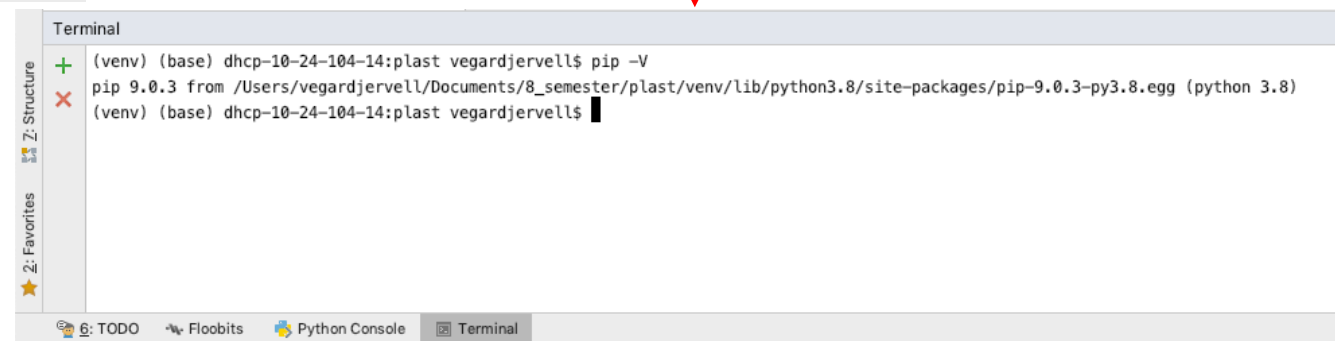 Terminal
(venv) (base) dhcp-10-24-104-14:plast vegardjervell$ pip -V
pip 9.0.3 from /Users/vegardjervell/Documents/8_semester/plast/venv/lib/python3.8/site-packages/pip-9.0.3-py3.8.egg (python 3.8)
(venv) (base) dhcp-10-24-104-14:plast vegardjervell$
Z: Structure
2: Favorites
6: TODO Floobits Python Console Terminal